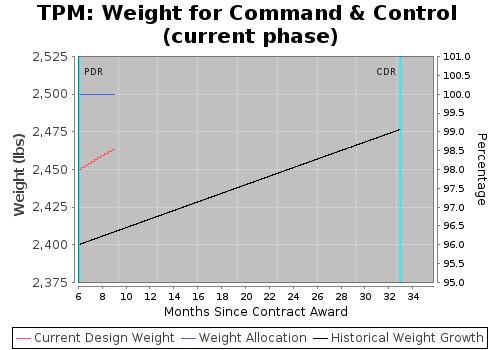 TPM: Weight for Command & Control
(current phase)
2,525
2,500
2,475
2,450
2,425
2,400
2,375
Weight (lbs)
PDR
CDR
101.0
100.5
100.0
99.5
99.0
98.5
98.0
97.5
97.0
96.5
96.0
95.5
95.0
Percentage
6 8 10 12 14 16 18 20 22 24 26 28 30 32 34
Months Since Contract Award
Current Design Weight Weight Allocation Historical Weight Growth